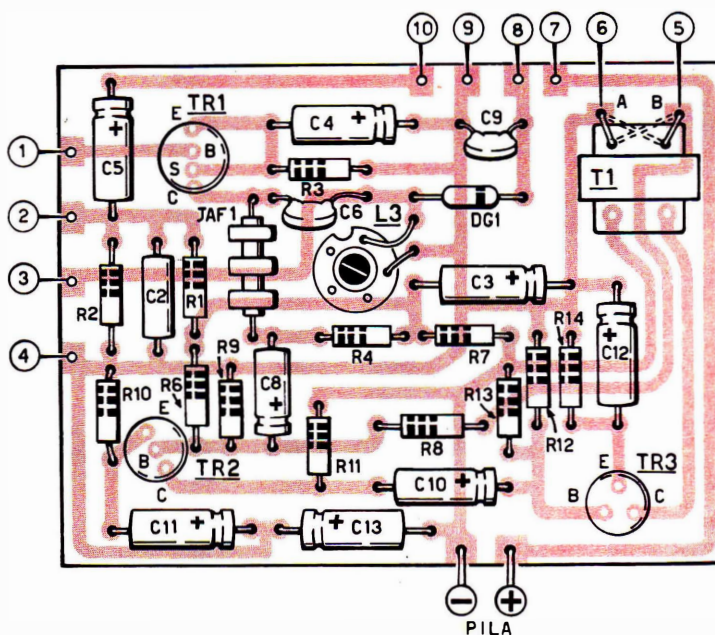 10 9 8 7 6 5
A B
E TR1 C4 + C9
1 + C5 B
S R3 T1
C
2 JAF1 C6 L3 DG1
3 C3 +
R2 C2 R1 R14
4 R4 R7 + C12
R10 R6 R9 C8 + R13 R12
E
B TR2 R11 R8 TR3
C C10 + E
B C
C11 + + C13
− +
PILA